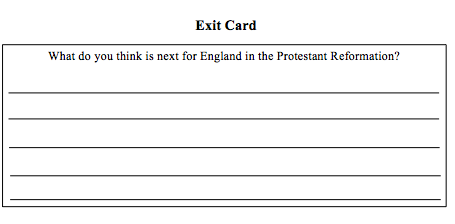 Exit Card
What do you think is next for England in the Protestant Reformation?